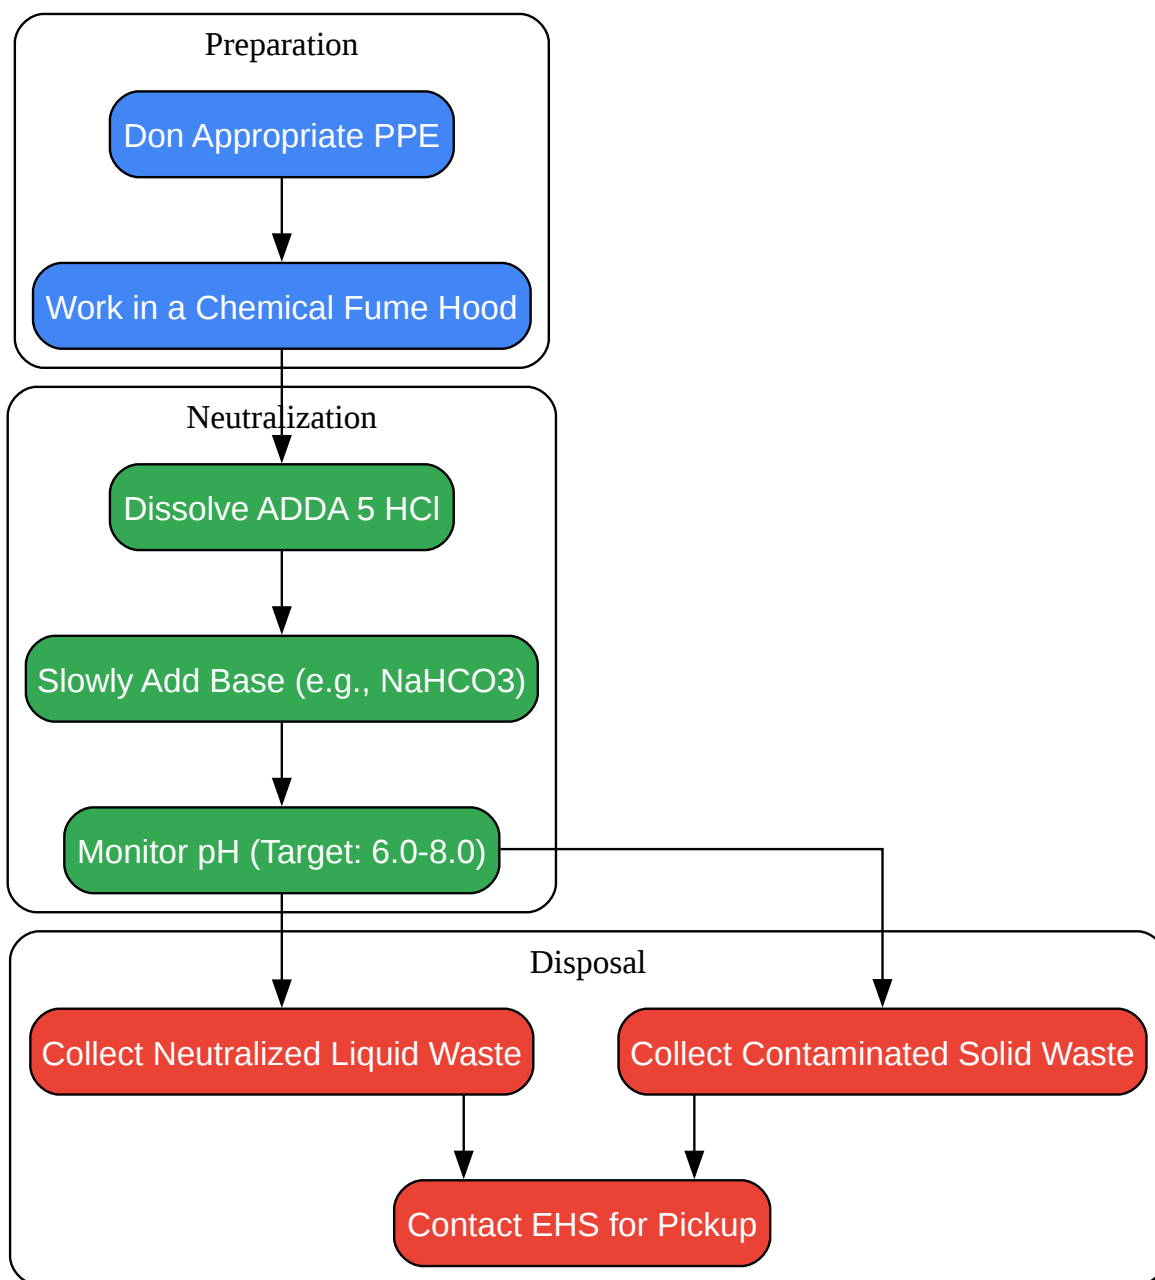 Preparation
Don Appropriate PPE
Work in a Chemical Fume Hood
Neutralization
Dissolve ADDA 5 HCl
Slowly Add Base (e.g., NaHCO3)
Monitor pH (Target: 6.0-8.0)
Disposal
Collect Neutralized Liquid Waste
Collect Contaminated Solid Waste
Contact EHS for Pickup